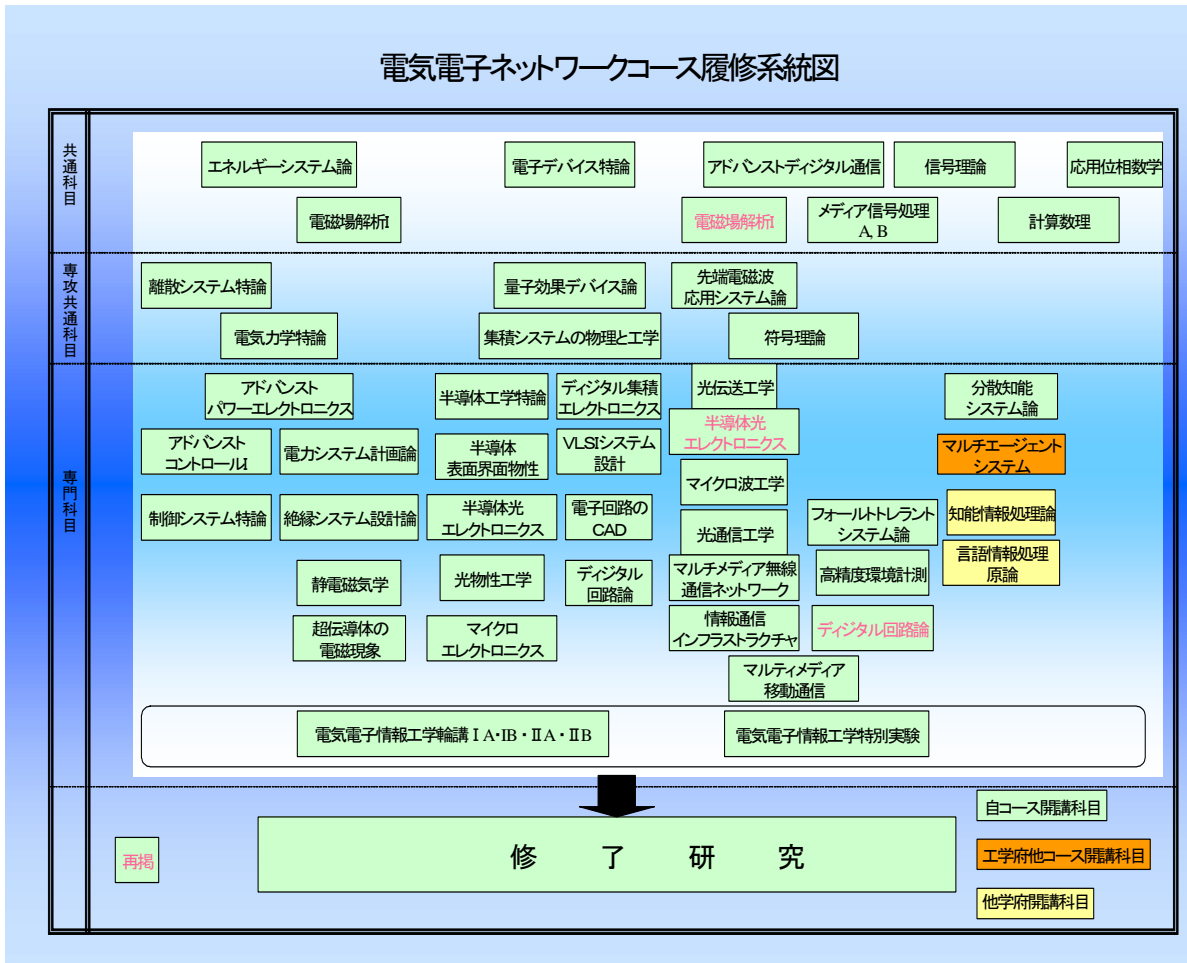 電気電子ネットワークコース履修系統図
共通科目
エネルギーシステム論
電子デバイス特論
アドバンストディジタル通信
信号理論
応用位相数学
電磁場解析I
電磁場解析I
メディア信号処理
A, B
計算数理
専攻共通科目
離散システム特論
量子効果デバイス論
先端電磁波
応用システム論
電気力学特論
集積システムの物理と工学
符号理論
専門科目
アドバンスト
パワーエレクトロニクス
半導体工学特論
ディジタル集積
エレクトロニクス
光伝送工学
分散知能
システム論
アドバンスト
コントロールI
電力システム計画論
半導体
表面界面物性
VLSIシステム
設計
半導体光
エレクトロニクス
マルチエージェント
システム
マイクロ波工学
制御システム特論
絶縁システム設計論
半導体光
エレクトロニクス
電子回路の
CAD
光通信工学
フォールトトレラント
システム論
知能情報処理論
静電磁気学
光物性工学
ディジタル
回路論
マルチメディア無線
通信ネットワーク
高精度環境計測
言語情報処理
原論
超伝導体の
電磁現象
マイクロ
エレクトロニクス
情報通信
インフラストラクチャ
ディジタル回路論
マルティメディア
移動通信
電気電子情報工学輪講ⅠA・IB・ⅡA・ⅡB
電気電子情報工学特別実験
再掲
修 了 研 究
自コース開講科目
工学府他コース開講科目
他学府開講科目